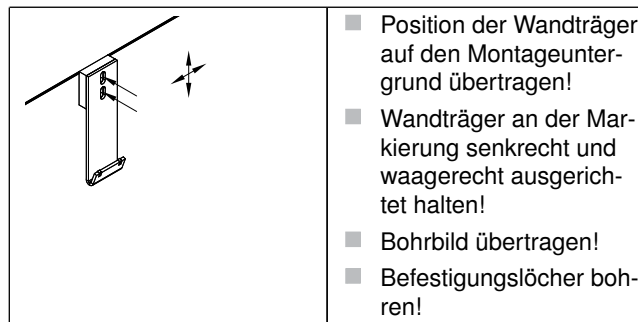 Position der Wandträger
auf den Montageunter-
grund übertragen!
Wandträger an der Mar-
kierung senkrecht und
waagerecht ausgerich-
tet halten!
Bohrbild übertragen!
Befestigungslöcher boh-
ren!